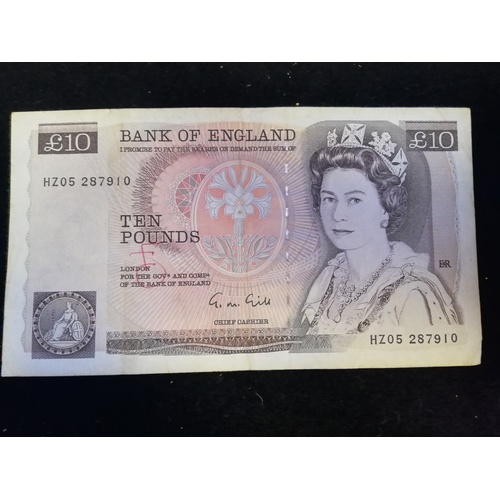 £10
BANK OF ENGLAND
£10
I PROMISE TO PAY THE BEARER ON DEMAND THE SUM OF
HZ05 287910
TEN
POUNDS
LONDON
FOR THE GOVR AND COMPA
OF THE BANK OF ENGLAND
E R
G. M. Gill
CHIEF CASHIER
HZ05 287910